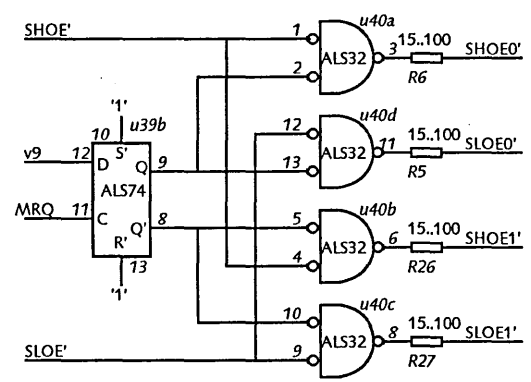 SHOE' 1 u40a ALS32 3 15..100 SHOE0'
2 R6
'1'
10 u39b
S'
12 u40d ALS32 11 15..100 SLOE0'
v9 12 D Q 9 13 R5
ALS74
MRQ 11 C Q' 8 5 u40b ALS32 6 15..100 SHOE1'
R' 4 R26
13
'1'
10 u40c ALS32 8 15..100 SLOE1'
SLOE' 9 R27